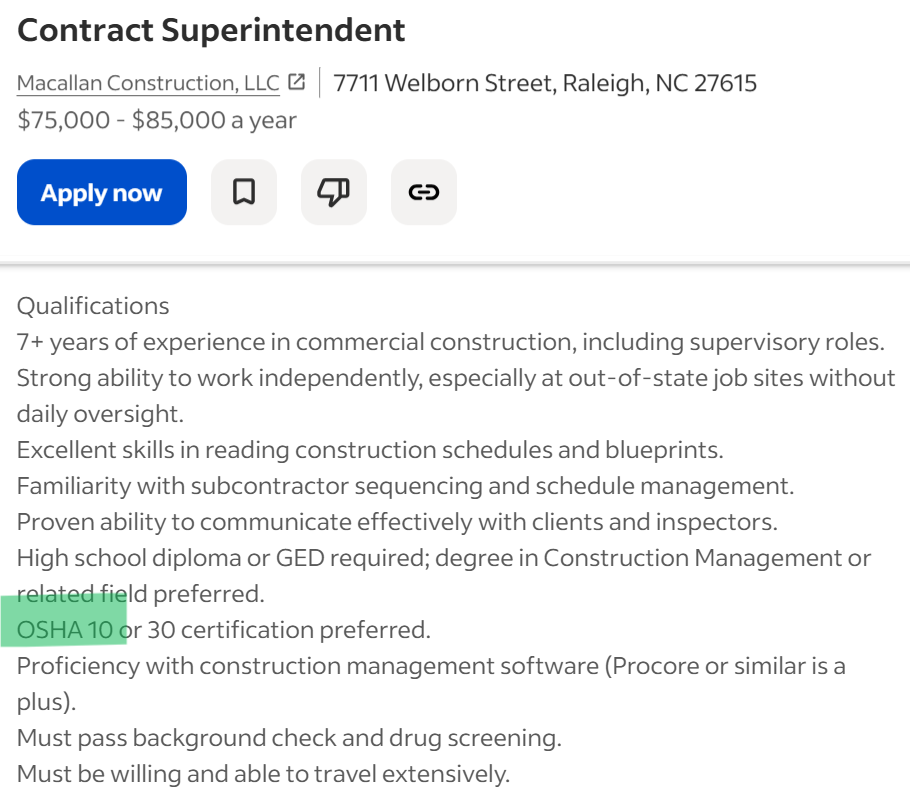 Contract Superintendent
Macallan Construction, LLC 7711 Welborn Street, Raleigh, NC 27615
$75,000 - $85,000 a year
Apply now
Qualifications
7+ years of experience in commercial construction, including supervisory roles.
Strong ability to work independently, especially at out-of-state job sites without
daily oversight.
Excellent skills in reading construction schedules and blueprints.
Familiarity with subcontractor sequencing and schedule management.
Proven ability to communicate effectively with clients and inspectors.
High school diploma or GED required; degree in Construction Management or
related field preferred.
OSHA 10 or 30 certification preferred.
Proficiency with construction management software (Procore or similar is a
plus).
Must pass background check and drug screening.
Must be willing and able to travel extensively.